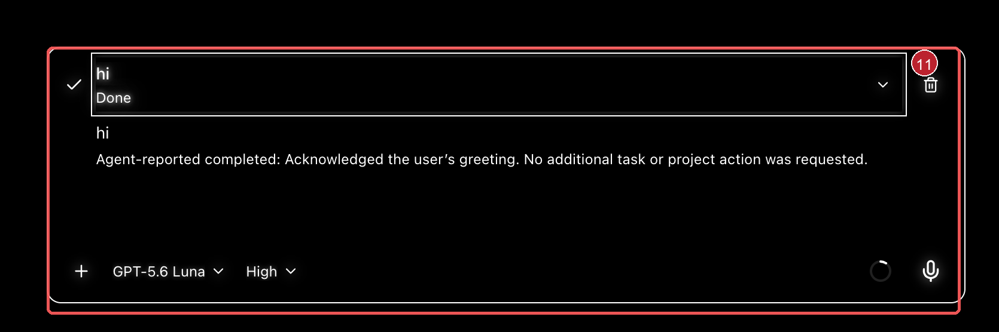 hi
11
Done
hi
Agent-reported completed: Acknowledged the user’s greeting. No additional task or project action was requested.
GPT-5.6 Luna High